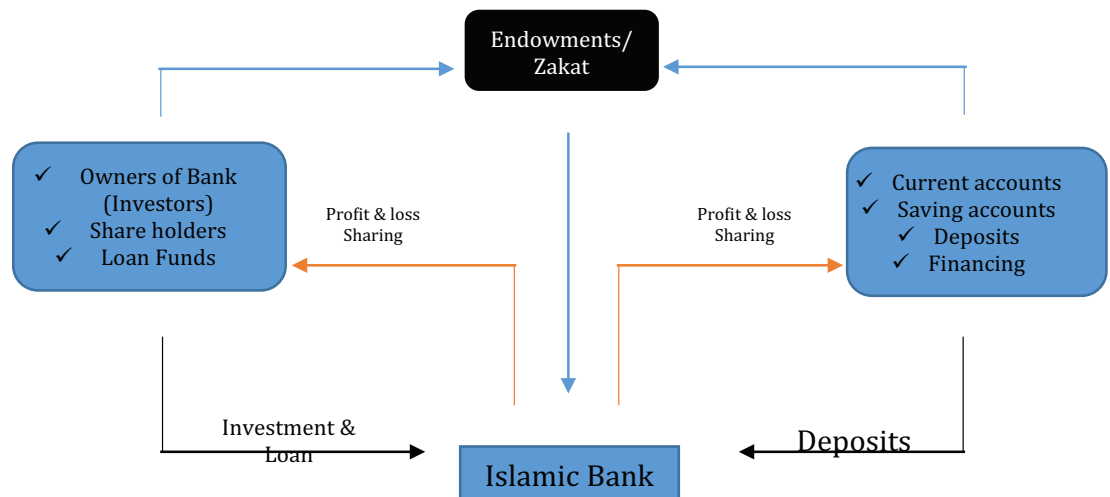 Endowments/
Zakat
✓ Owners of Bank
(Investors)
✓ Share holders
✓ Loan Funds
Profit & loss
Sharing
Profit & loss
Sharing
✓ Current accounts
✓ Saving accounts
✓ Deposits
✓ Financing
Investment &
Loan
Deposits
Islamic Bank